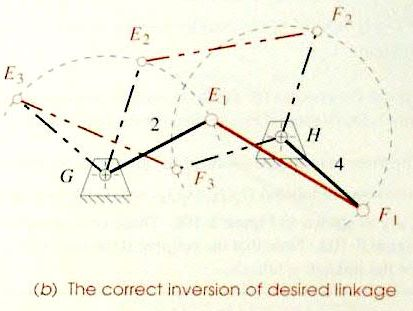 F₂
E₂
E₃
E₁
2
H
G
4
F₃
F₁
(b) The correct inversion of desired linkage